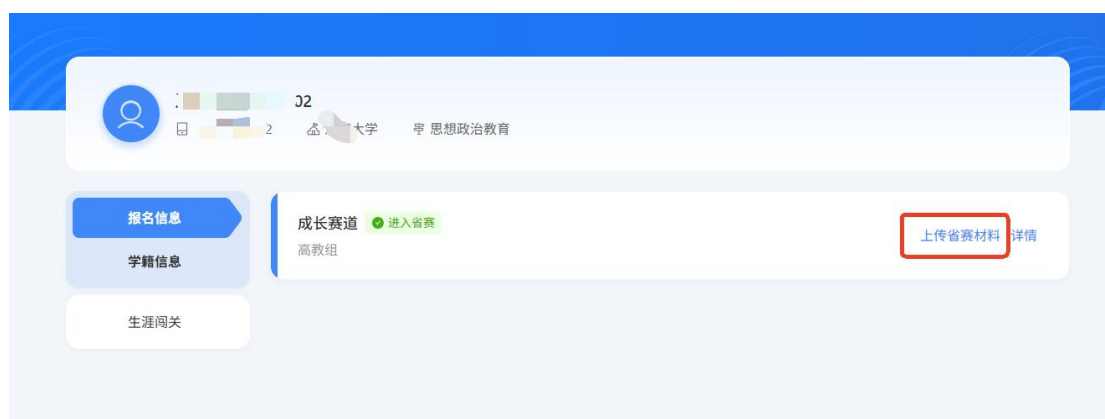 02
2 大学 思想政治教育
报名信息
学籍信息
生涯闯关
成长赛道 进入省赛
高教组
上传省赛材料 详情